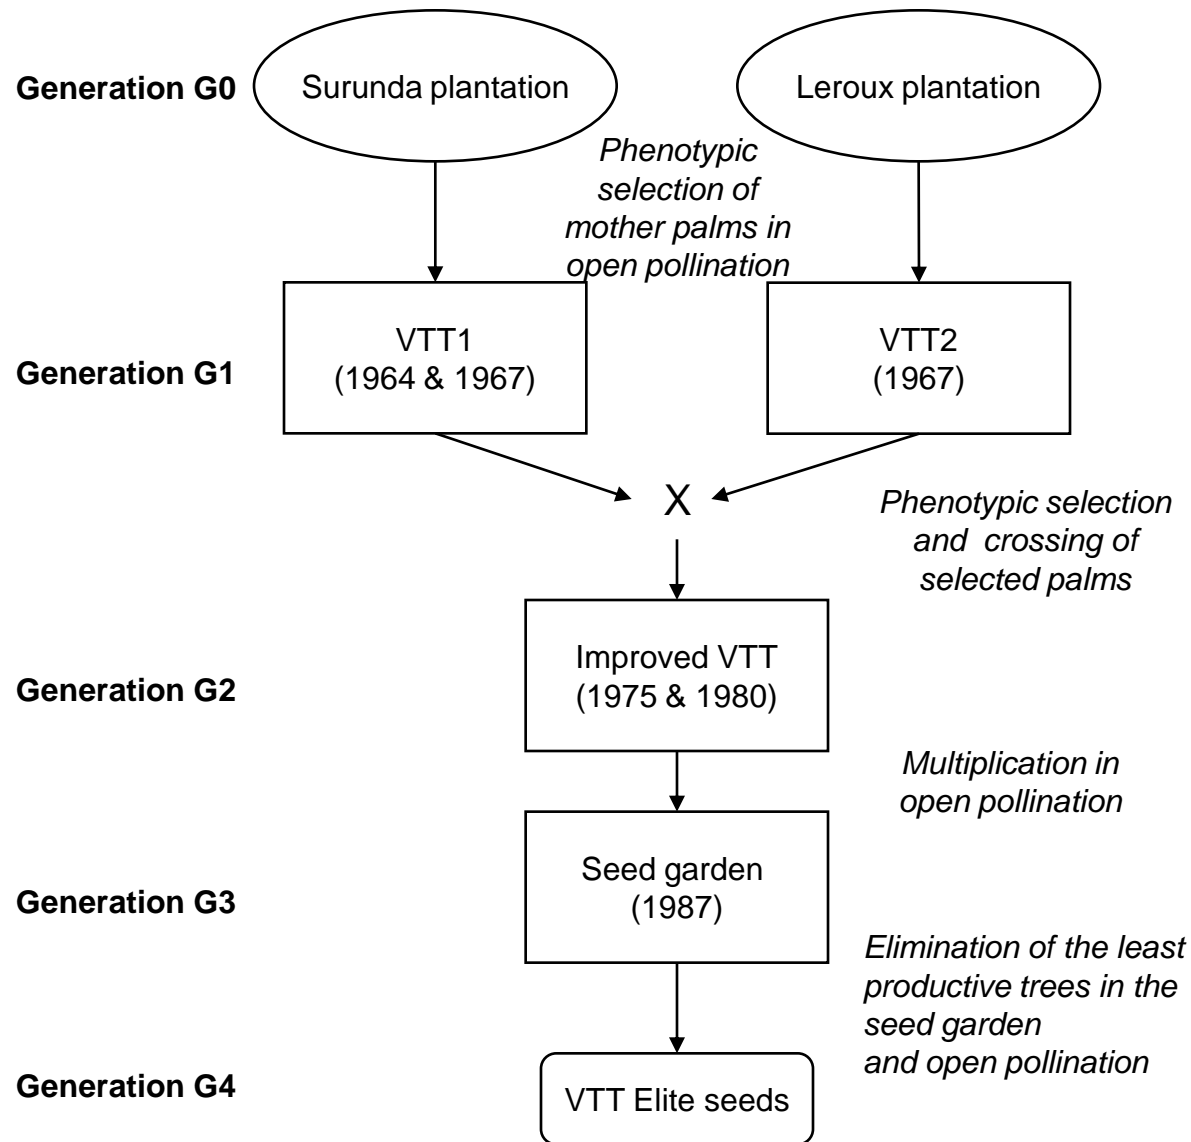 Generation G0
Surunda plantation
Leroux plantation
Phenotypic
selection of
mother palms in
open pollination
Generation G1
VTT1
(1964 & 1967)
VTT2
(1967)
X
Phenotypic selection
and crossing of
selected palms
Generation G2
Improved VTT
(1975 & 1980)
Multiplication in
open pollination
Generation G3
Seed garden
(1987)
Elimination of the least
productive trees in the
seed garden
and open pollination
Generation G4
VTT Elite seeds